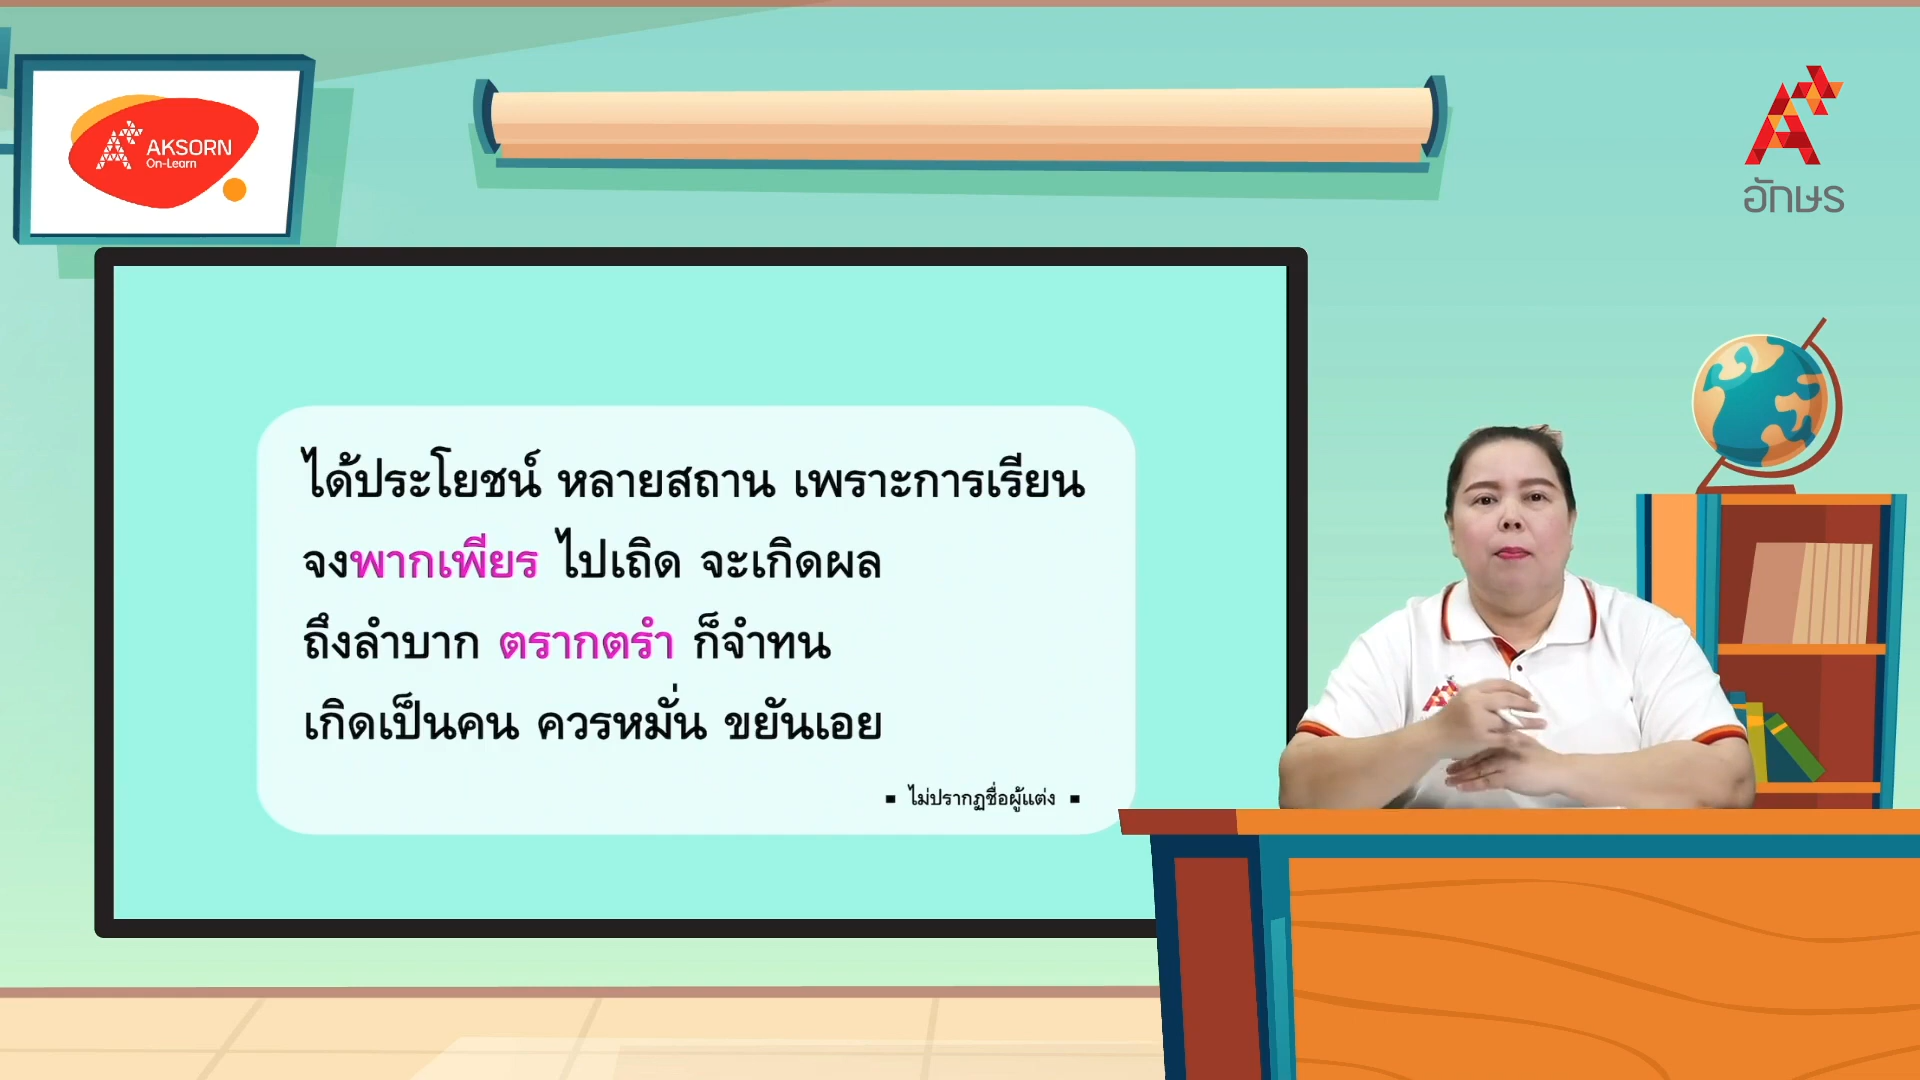 AKSORN
On-Learn
อักษร
ได้ประโยชน์ หลายสถาน เพราะการเรียน
จงพากเพียร ไปเถิด จะเกิดผล
ถึงลำบาก ตรากตรำ ก็จำทน
เกิดเป็นคน ควรหมั่น ขยันเอย
▪ ไม่ปรากฏชื่อผู้แต่ง ▪